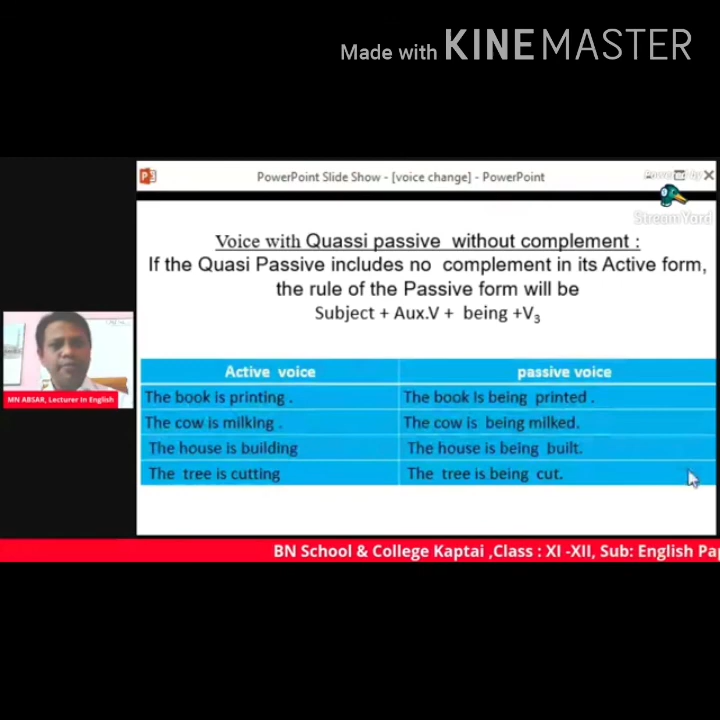 Made with KINEMASTER
PowerPoint Slide Show - [voice change] - PowerPoint
Powered by
StreamYard
Voice with Quassi passive without complement :
If the Quasi Passive includes no complement in its Active form,
the rule of the Passive form will be
Subject + Aux.V + being +V3
Active voice passive voice
The book is printing . The book is being printed .
The cow is milking . The cow is being milked.
The house is building The house is being built.
The tree is cutting The tree is being cut.
MN ABSAR, Lecturer in English
BN School & College Kaptai ,Class : XI -XII, Sub: English Pap